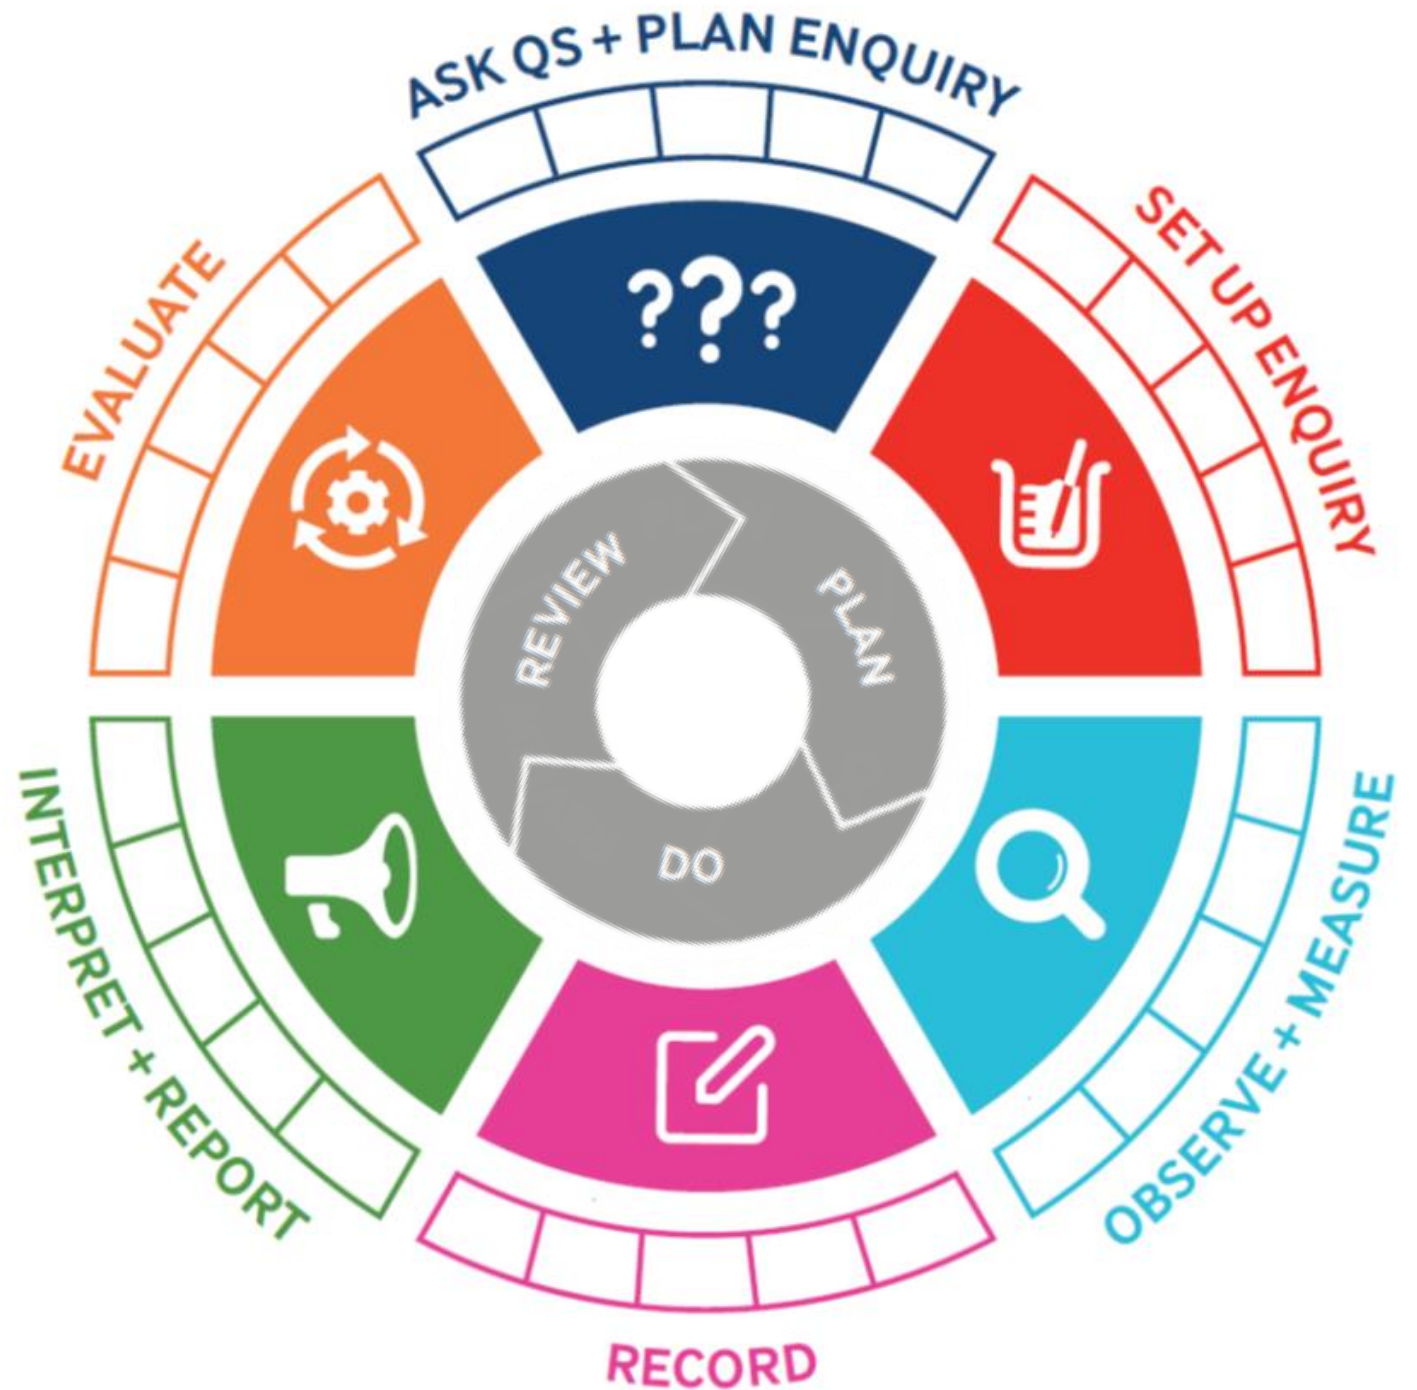 ASK QS + PLAN ENQUIRY
SET UP ENQUIRY
OBSERVE + MEASURE
RECORD
INTERPRET + REPORT
EVALUATE
???
PLAN
DO
REVIEW